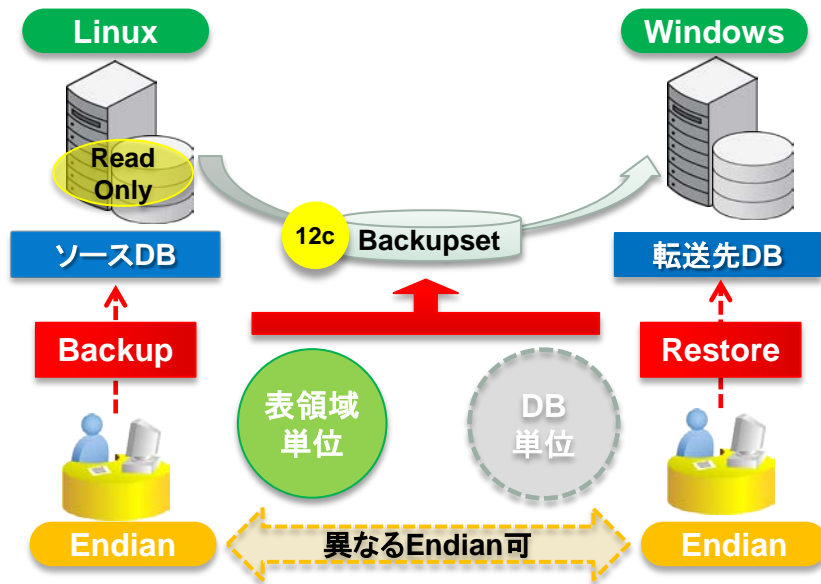 Linux
Windows
Read
Only
12c
Backupset
ソースDB
転送先DB
Backup
Restore
表領域
単位
DB
単位
Endian
異なるEndian可
Endian